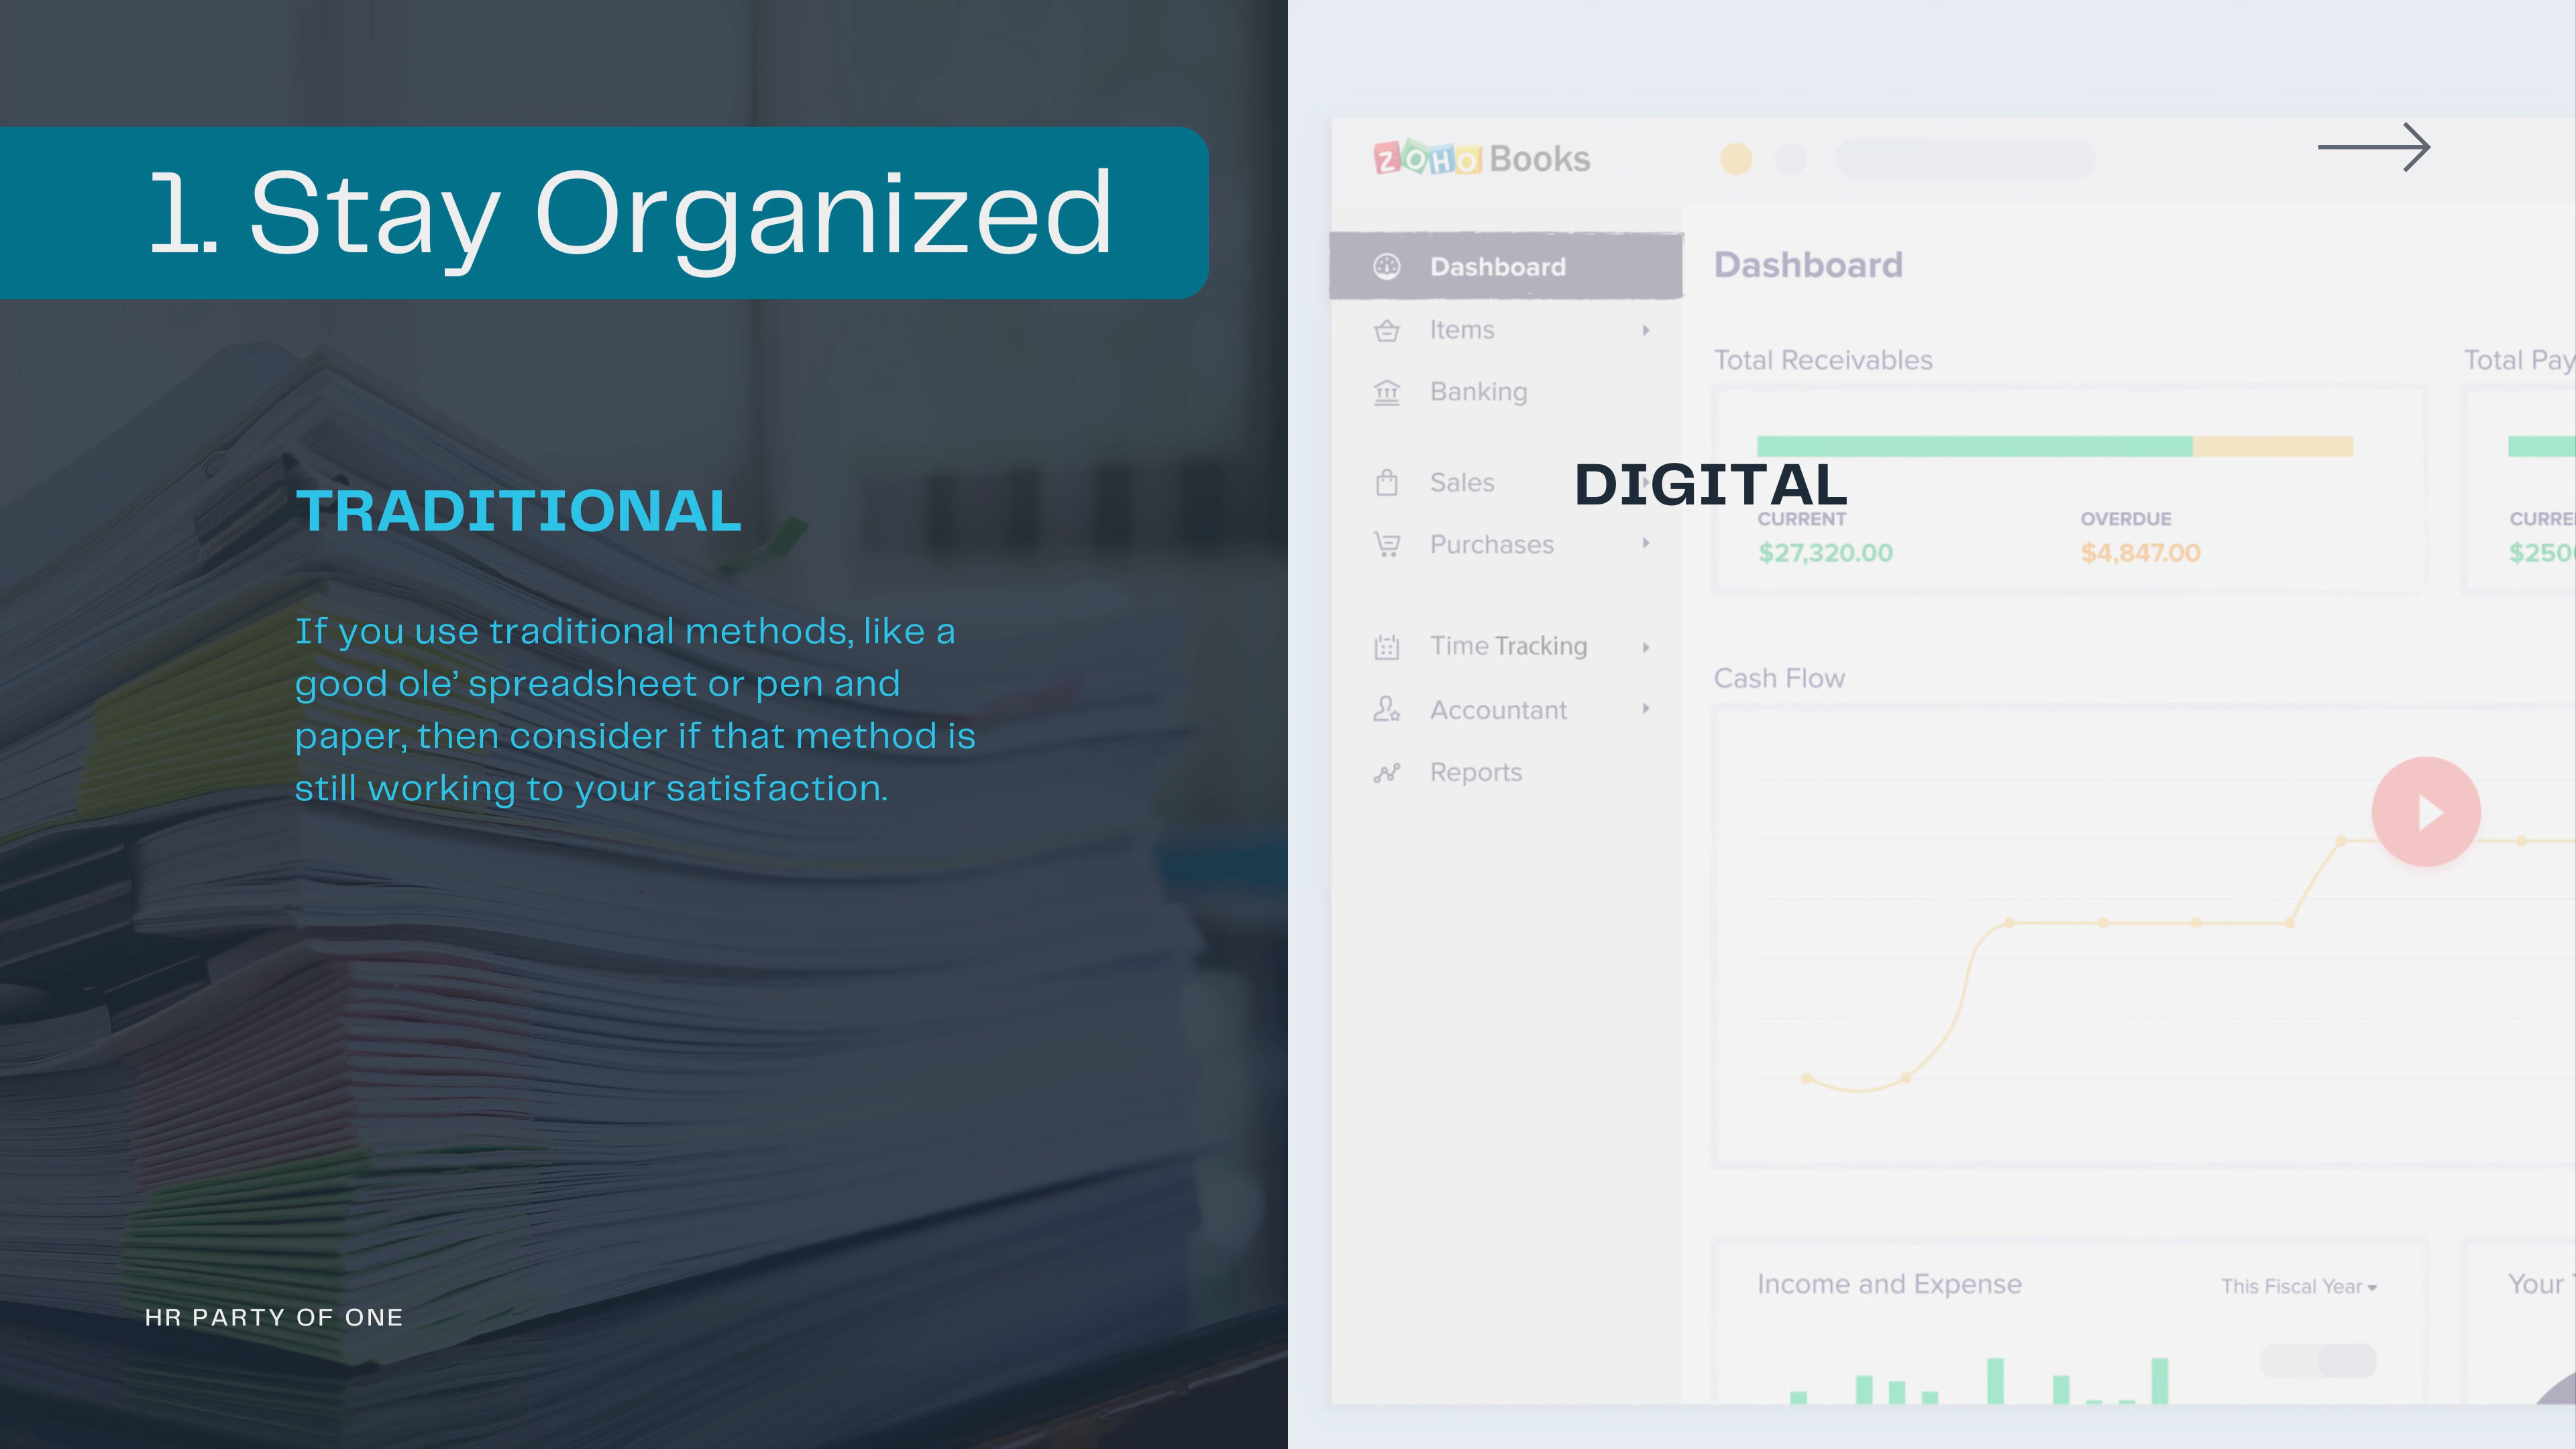 1. Stay Organized
TRADITIONAL
If you use traditional methods, like a
good ole’ spreadsheet or pen and
paper, then consider if that method is
still working to your satisfaction.
HR PARTY OF ONE
ZOHO Books
Dashboard
Items
Banking
Sales
Purchases
Time Tracking
Accountant
Reports
DIGITAL
Dashboard
Total Receivables
CURRENT
OVERDUE
$27,320.00
$4,847.00
Total Pay
CURRE
$250
Cash Flow
Income and Expense
This Fiscal Year
Your